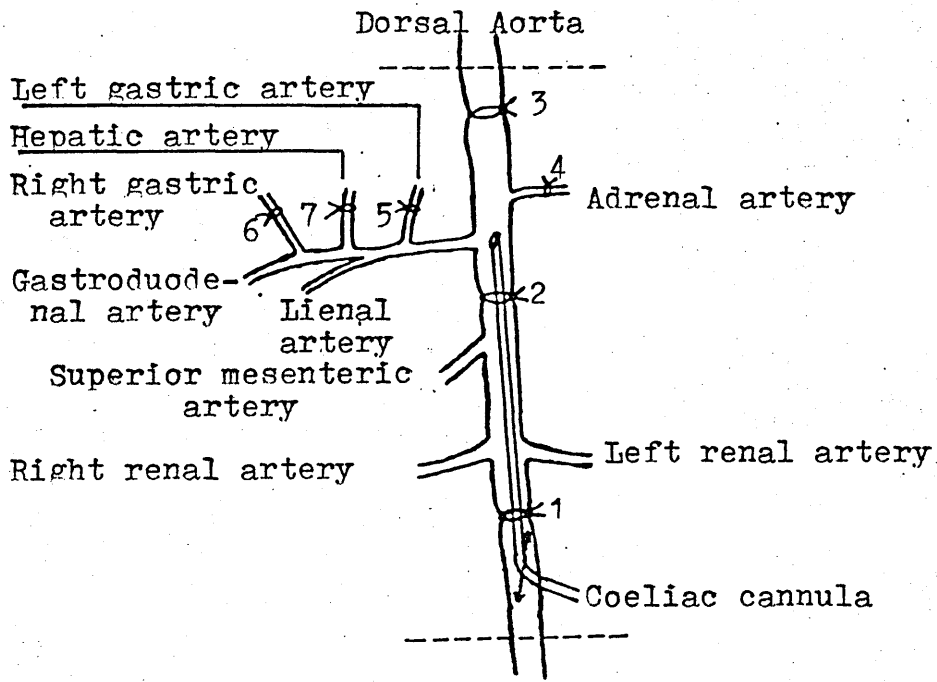 Dorsal Aorta
Left gastric artery
3
Hepatic artery
Right gastric
artery
4
Adrenal artery
6
7
5
Gastroduode-
nal artery
Lienal
artery
2
Superior mesenteric
artery
Right renal artery
Left renal artery
1
Coeliac cannula